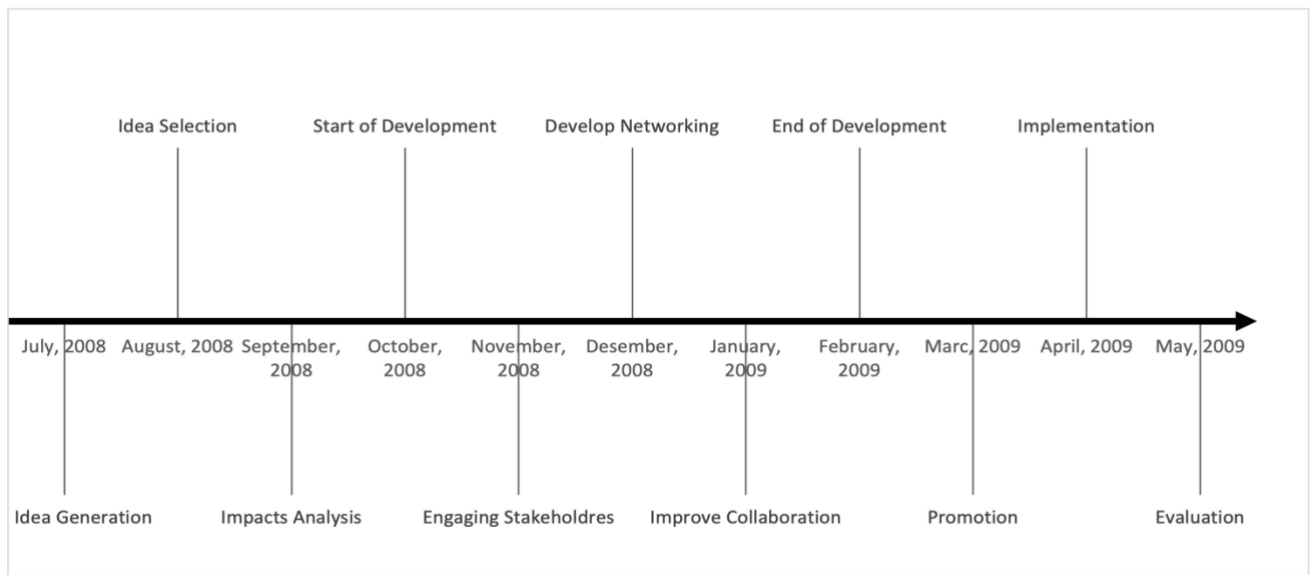 Idea Selection
Start of Development
Develop Networking
End of Development
Implementation
July, 2008
August, 2008
September,
2008
October,
2008
November,
2008
Desember,
2008
January,
2009
February,
2009
Marc, 2009
April, 2009
May, 2009
Idea Generation
Impacts Analysis
Engaging Stakeholdres
Improve Collaboration
Promotion
Evaluation